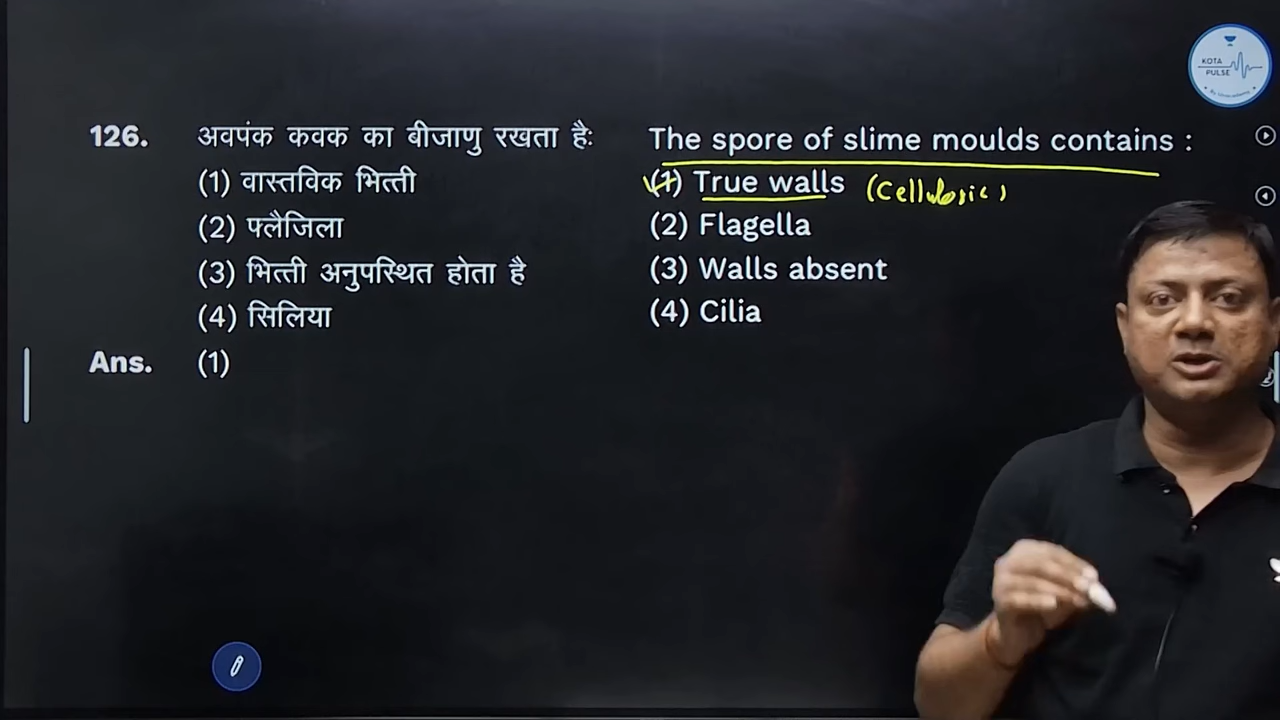 KOTA
PULSE
126. अवपंक कवक का बीजाणु रखता हैः
(1) वास्तविक भित्ती
(2) फ्लैजिला
(3) भित्ती अनुपस्थित होता है
(4) सिलिया
Ans. (1)
The spore of slime moulds contains :
(1) True walls (Cellulosic)
(2) Flagella
(3) Walls absent
(4) Cilia